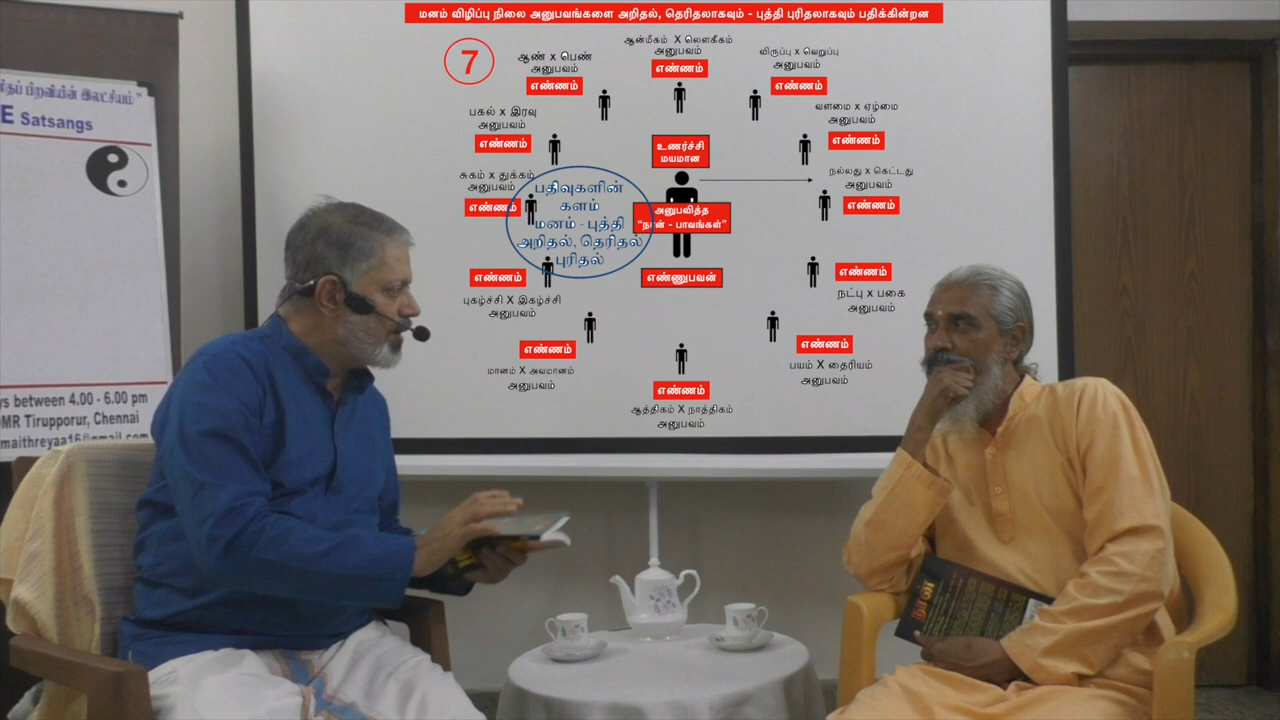 மனம் விழிப்பு நிலை அனுபவங்களை அறிதல், தெரிதலாகவும் - புத்தி புரிதலாகவும் பதிக்கின்றன
7
ஆன்மீகம் X லௌகீகம்
அனுபவம்
எண்ணம்
ஆண் x பெண்
அனுபவம்
எண்ணம்
விருப்பு x வெறுப்பு
அனுபவம்
எண்ணம்
பகல் x இரவு
அனுபவம்
எண்ணம்
வளமை x ஏழ்மை
அனுபவம்
எண்ணம்
சுகம் x துக்கம்
அனுபவம்
எண்ணம்
நல்லது x கெட்டது
அனுபவம்
எண்ணம்
உணர்ச்சி
மயமான
அனுபவித்த
"நான் - பாவங்கள்"
எண்ணுபவன்
பதிவுகளின்
களம்
மனம் - புத்தி
அறிதல், தெரிதல்
புரிதல்
எண்ணம்
புகழ்ச்சி X இகழ்ச்சி
அனுபவம்
எண்ணம்
நட்பு x பகை
அனுபவம்
எண்ணம்
மானம் X அவமானம்
அனுபவம்
எண்ணம்
பயம் X தைரியம்
அனுபவம்
எண்ணம்
ஆத்திகம் X நாத்திகம்
அனுபவம்
பிறவியின் இலட்சியம்"
E Satsangs
ys between 4.00 - 6.00 pm
OMR Tirupporur, Chennai
maithreyaa16@gmail.com